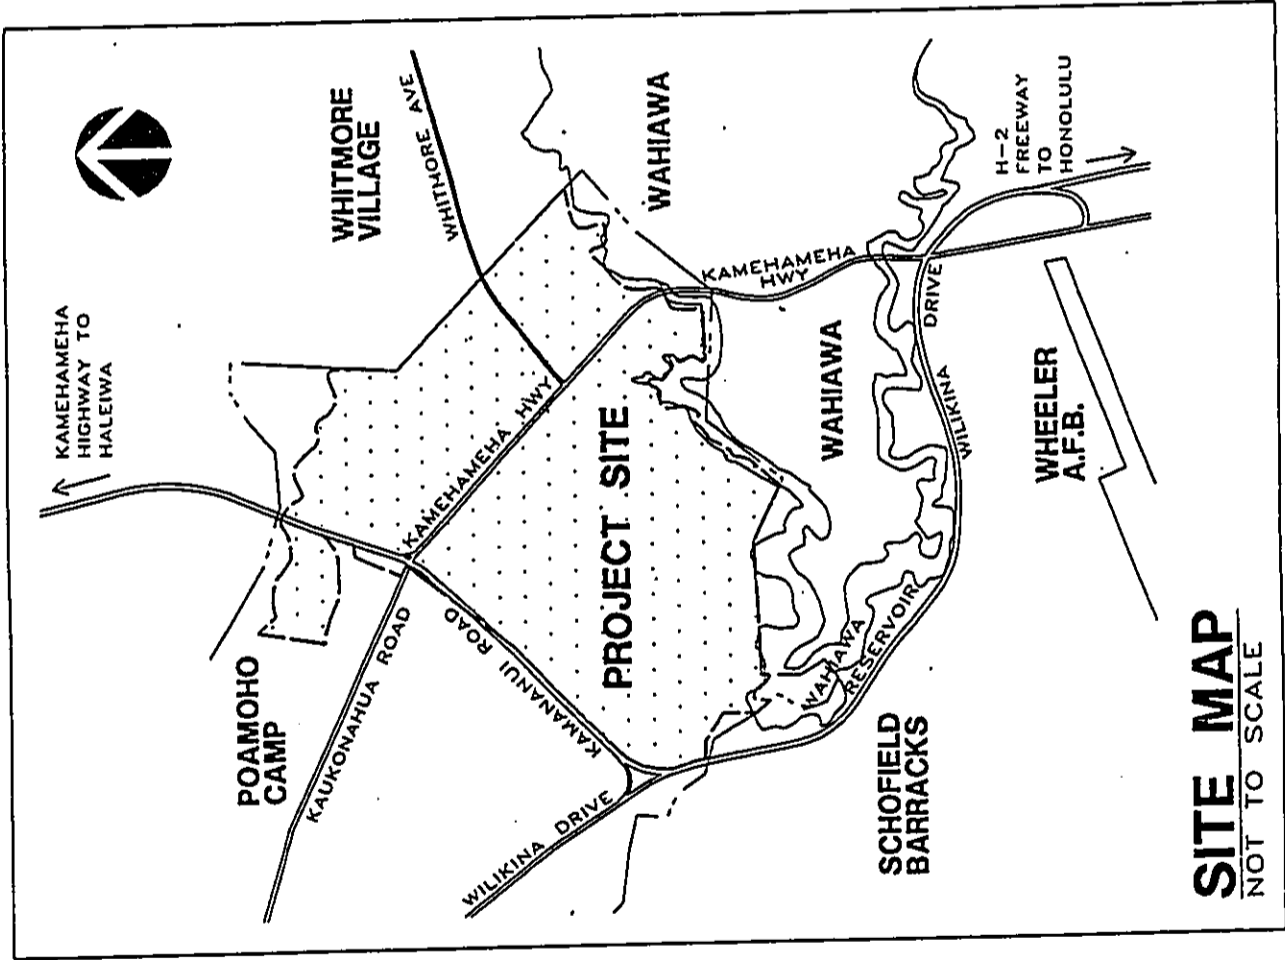 KAMEHAMEHA
HIGHWAY TO
HALEIWA
WHITMORE
VILLAGE
WHITMORE AVE
WAHIAWA
H-2
FREEWAY
TO
HONOLULU
POAMOHO
CAMP
KAUKONAHUA ROAD
KAMEHAMEHA HWY
KAMANANUI ROAD
PROJECT SITE
KAMEHAMEHA
HWY
WAHIAWA
WILIKINA DRIVE
WILIKINA DRIVE
WAHIAWA
RESERVOIR
SCHOFIELD
BARRACKS
WHEELER
A.F.B.
SITE MAP
NOT TO SCALE